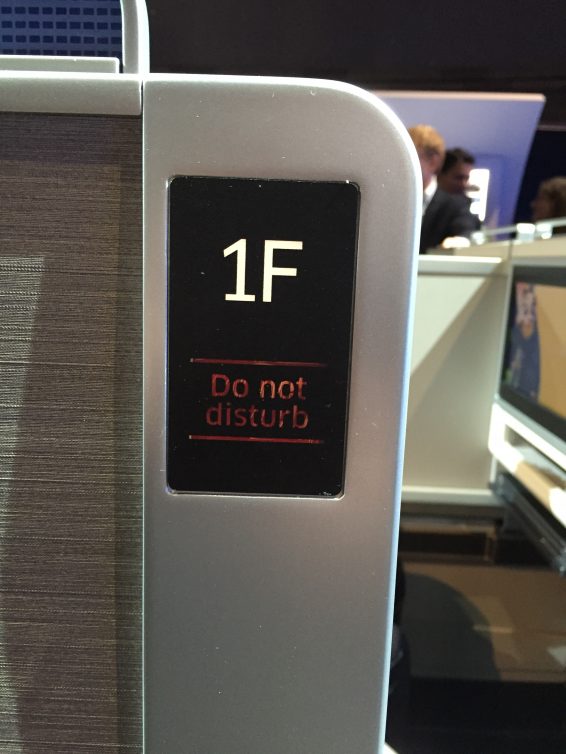 1F
Do not
disturb